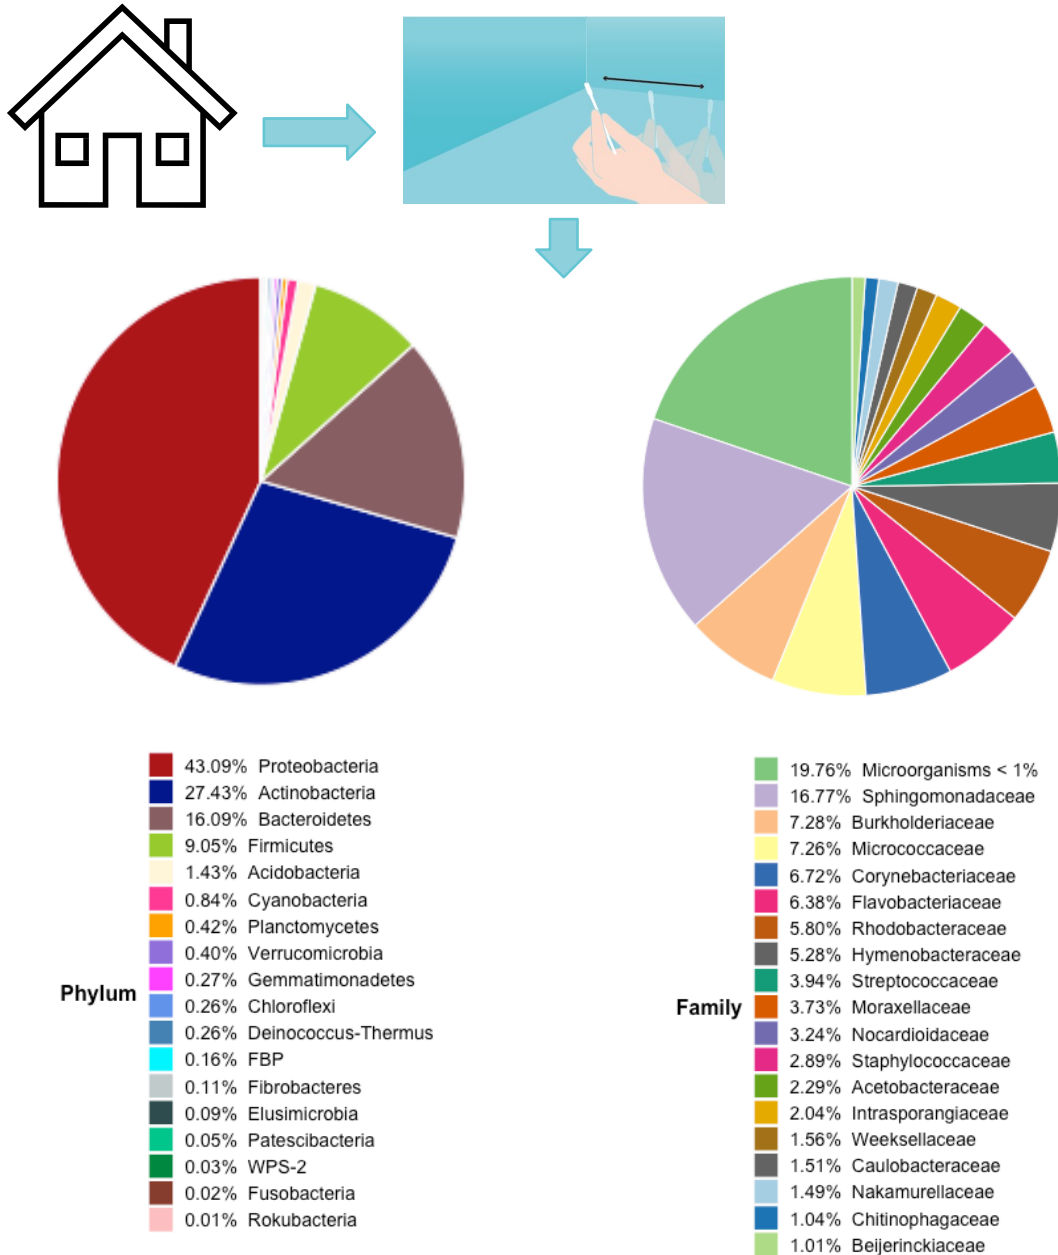 43.09% Proteobacteria
27.43% Actinobacteria
16.09% Bacteroidetes
9.05% Firmicutes
1.43% Acidobacteria
0.84% Cyanobacteria
0.42% Planctomycetes
0.40% Verrucomicrobia
0.27% Gemmatimonadetes
Phylum
0.26% Chloroflexi
0.26% Deinococcus-Thermus
0.16% FBP
0.11% Fibrobacteres
0.09% Elusimicrobia
0.05% Patescibacteria
0.03% WPS-2
0.02% Fusobacteria
0.01% Rokubacteria
19.76% Microorganisms < 1%
16.77% Sphingomonadaceae
7.28% Burkholderiaceae
7.26% Micrococcaceae
6.72% Corynebacteriaceae
6.38% Flavobacteriaceae
5.80% Rhodobacteraceae
5.28% Hymenobacteraceae
3.94% Streptococcaceae
Family
3.73% Moraxellaceae
3.24% Nocardioidaceae
2.89% Staphylococcaceae
2.29% Acetobacteraceae
2.04% Intrasporangiaceae
1.56% Weeksellaceae
1.51% Caulobacteraceae
1.49% Nakamurellaceae
1.04% Chitinophagaceae
1.01% Beijerinckiaceae